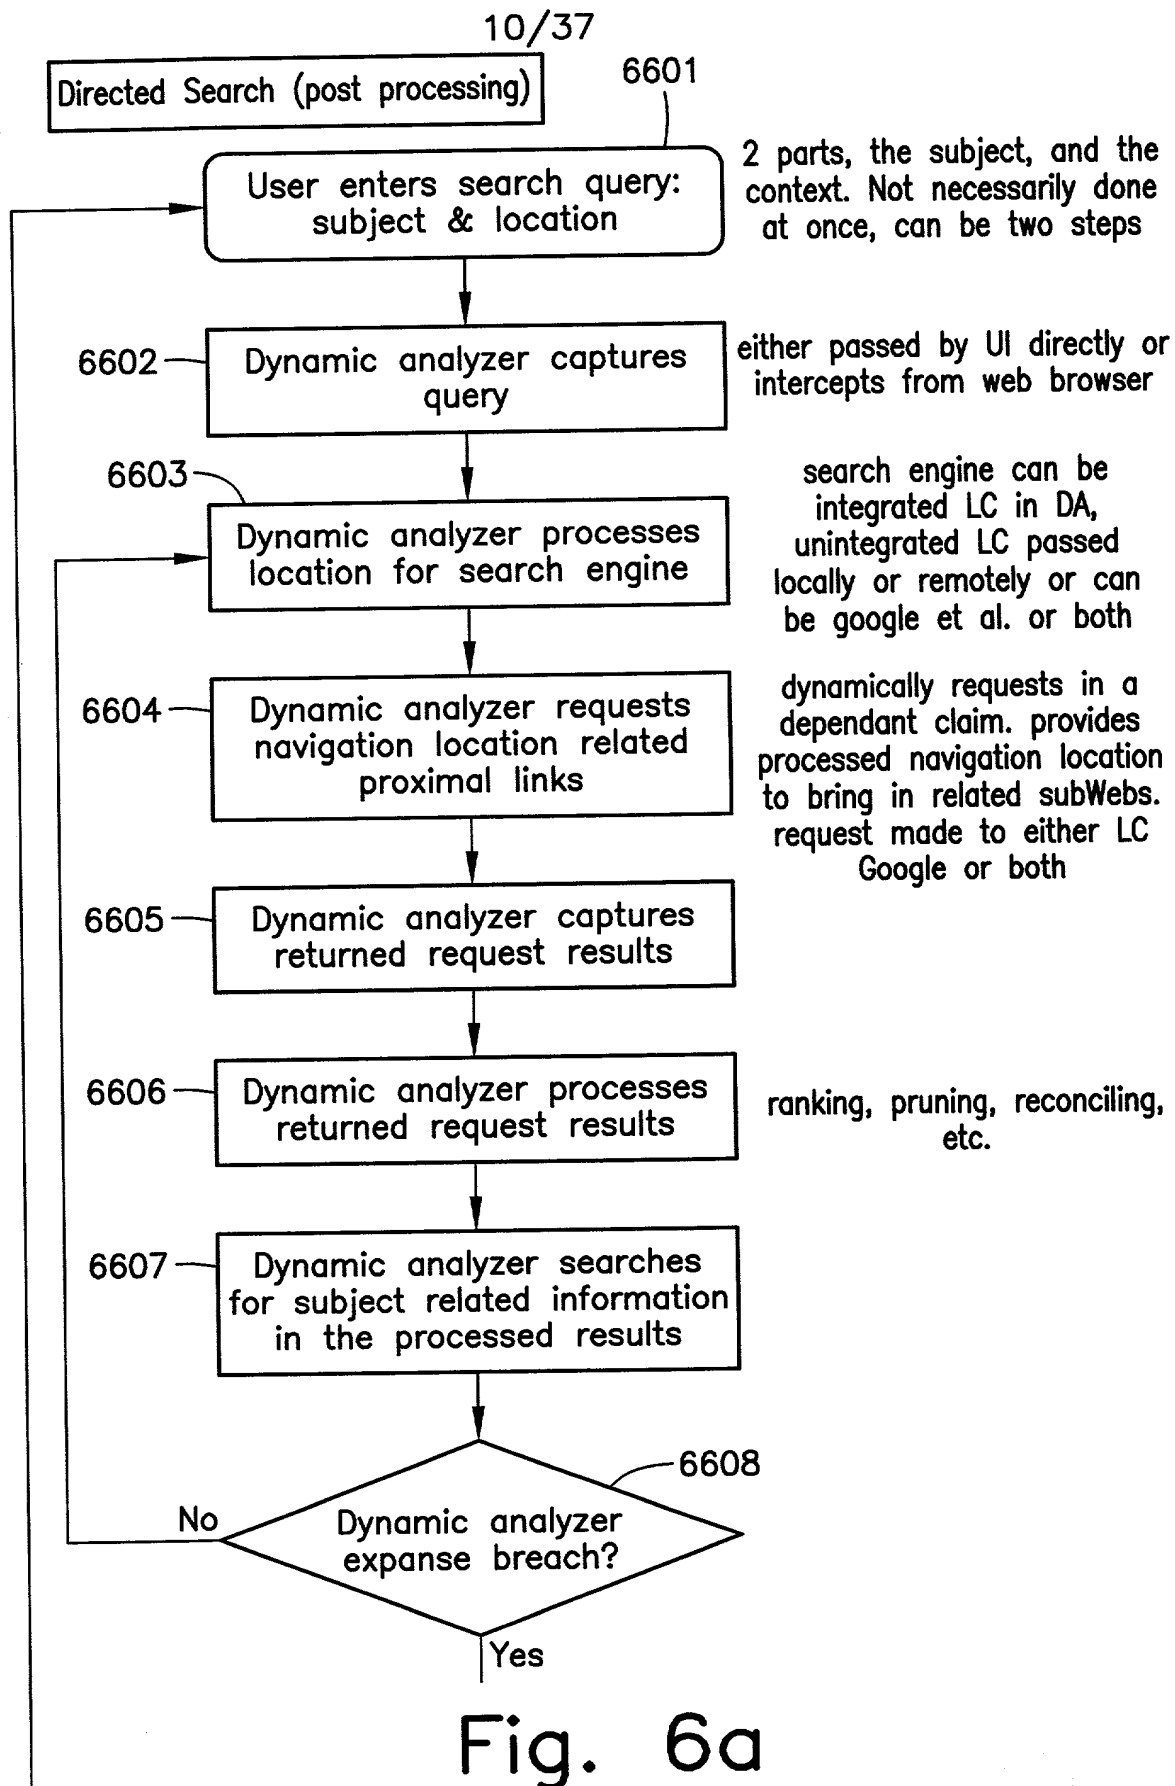 10/37
Directed Search (post processing)
6601
User enters search query:
subject & location
2 parts, the subject, and the
context. Not necessarily done
at once, can be two steps
6602
Dynamic analyzer captures
query
either passed by UI directly or
intercepts from web browser
6603
Dynamic analyzer processes
location for search engine
search engine can be
integrated LC in DA,
unintegrated LC passed
locally or remotely or can
be google et al. or both
6604
Dynamic analyzer requests
navigation location related
proximal links
dynamically requests in a
dependant claim. provides
processed navigation location
to bring in related subWebs.
request made to either LC
Google or both
6605
Dynamic analyzer captures
returned request results
6606
Dynamic analyzer processes
returned request results
ranking, pruning, reconciling,
etc.
6607
Dynamic analyzer searches
for subject related information
in the processed results
6608
No
Dynamic analyzer
expanse breach?
Yes
Fig. 6a